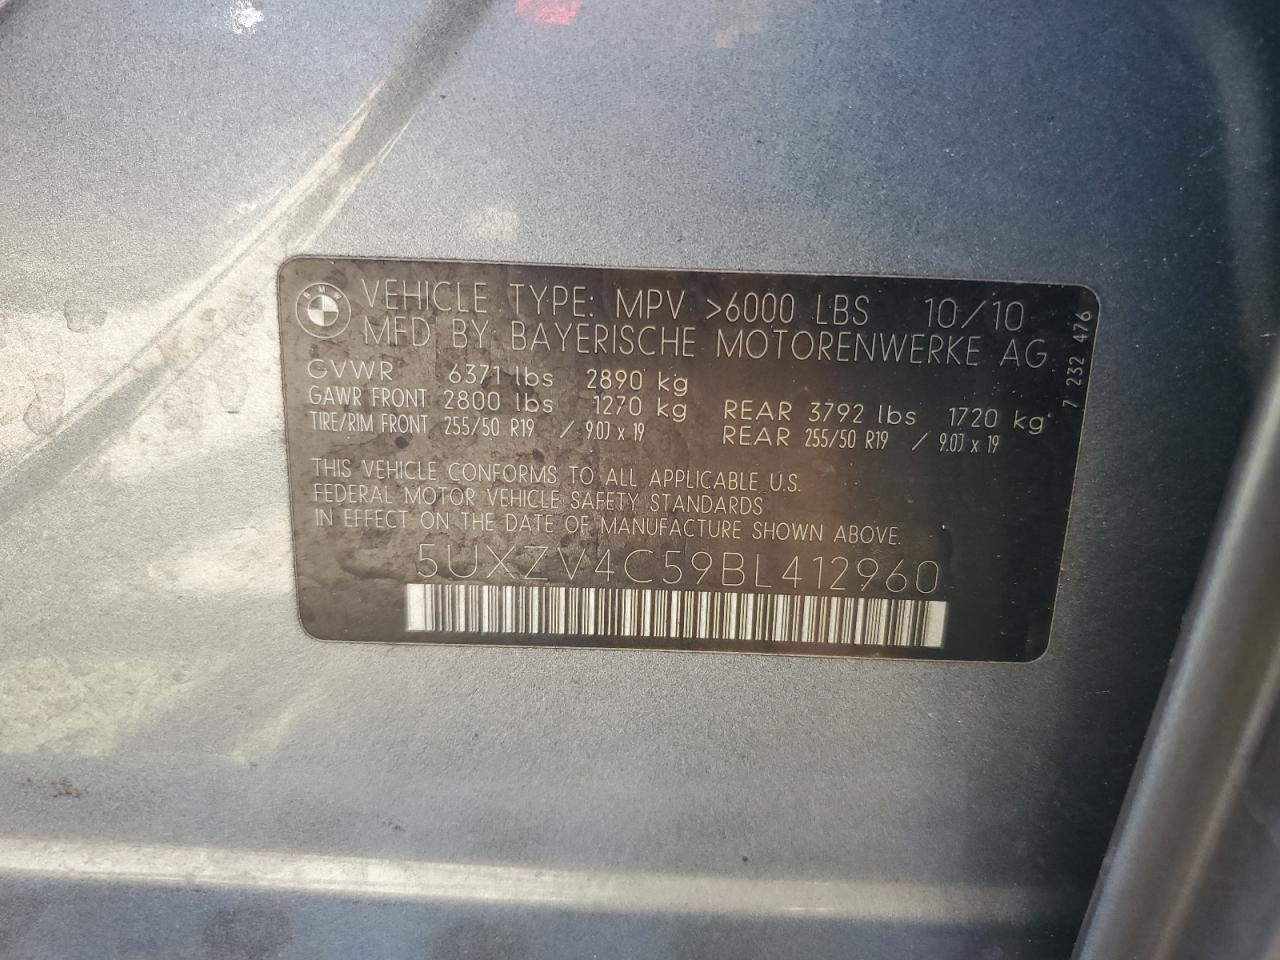 BMW
VEHICLE TYPE: MPV >6000 LBS 10/10
MFD BY BAYERISCHE MOTORENWERKE AG
GVWR 6371 lbs 2890 kg
GAWR FRONT 2800 lbs 1270 kg REAR 3792 lbs 1720 kg
TIRE/RIM FRONT 255/50 R19 / 9.0J x 19 REAR 255/50 R19 / 9.0J x 19
THIS VEHICLE CONFORMS TO ALL APPLICABLE U.S.
FEDERAL MOTOR VEHICLE SAFETY STANDARDS
IN EFFECT ON THE DATE OF MANUFACTURE SHOWN ABOVE.
5UXZV4C59BL412960
7 232 476